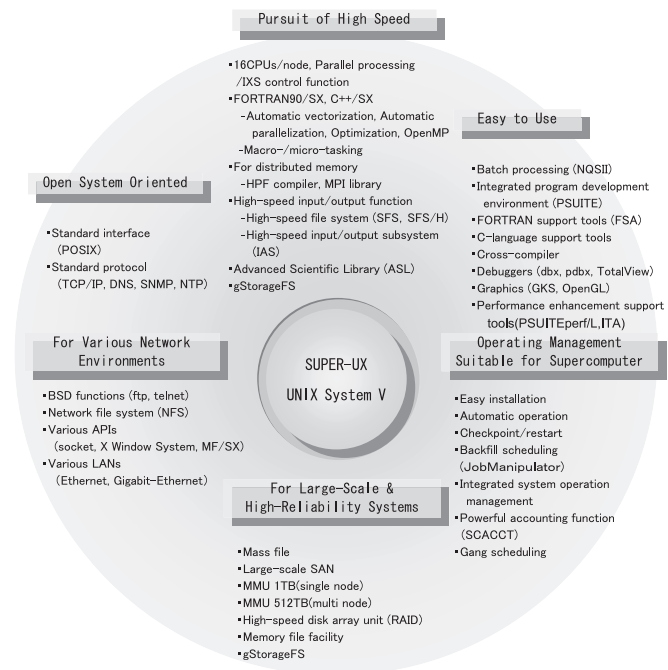 Pursuit of High Speed
▪16CPUs/node, Parallel processing
/IXS control function
▪FORTRAN90/SX, C++/SX
-Automatic vectorization, Automatic
parallelization, Optimization, OpenMP
-Macro-/micro-tasking
▪For distributed memory
-HPF compiler, MPI library
▪High-speed input/output function
-High-speed file system (SFS, SFS/H)
-High-speed input/output subsystem
(IAS)
▪Advanced Scientific Library (ASL)
▪gStorageFS
Easy to Use
▪Batch processing (NQSII)
▪Integrated program development
environment (PSUITE)
▪FORTRAN support tools (FSA)
▪C-language support tools
▪Cross-compiler
▪Debuggers (dbx, pdbx, TotalView)
▪Graphics (GKS, OpenGL)
▪Performance enhancement support
tools(PSUITEperf/L,ITA)
Open System Oriented
▪Standard interface
(POSIX)
▪Standard protocol
(TCP/IP, DNS, SNMP, NTP)
For Various Network
Environments
▪BSD functions (ftp, telnet)
▪Network file system (NFS)
▪Various APIs
(socket, X Window System, MF/SX)
▪Various LANs
(Ethernet, Gigabit-Ethernet)
SUPER-UX
UNIX System V
Operating Management
Suitable for Supercomputer
▪Easy installation
▪Automatic operation
▪Checkpoint/restart
▪Backfill scheduling
(JobManipulator)
▪Integrated system operation
management
▪Powerful accounting function
(SCACCT)
▪Gang scheduling
For Large-Scale &
High-Reliability Systems
▪Mass file
▪Large-scale SAN
▪MMU 1TB(single node)
▪MMU 512TB(multi node)
▪High-speed disk array unit (RAID)
▪Memory file facility
▪gStorageFS